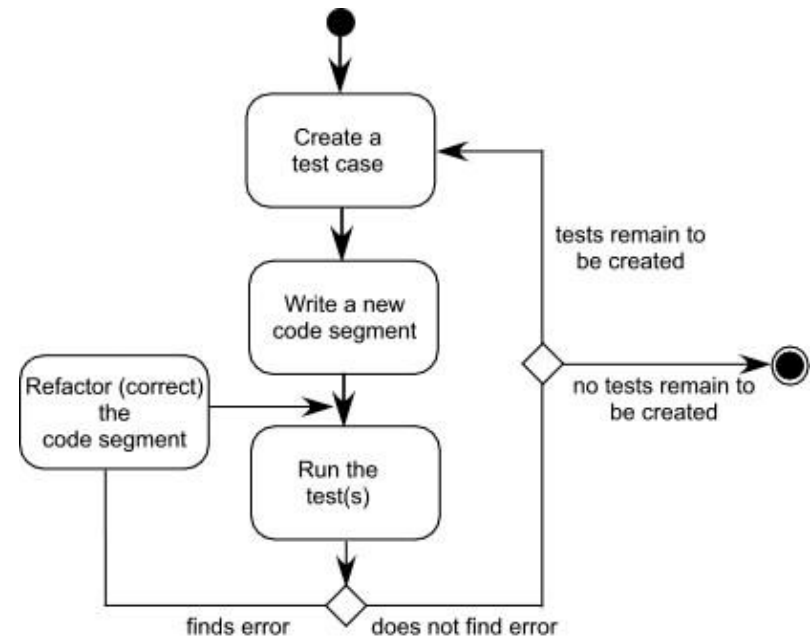 Create a
test case
tests remain to
be created
Write a new
code segment
Refactor (correct)
the
code segment
no tests remain to
be created
Run the
test(s)
finds error
does not find error